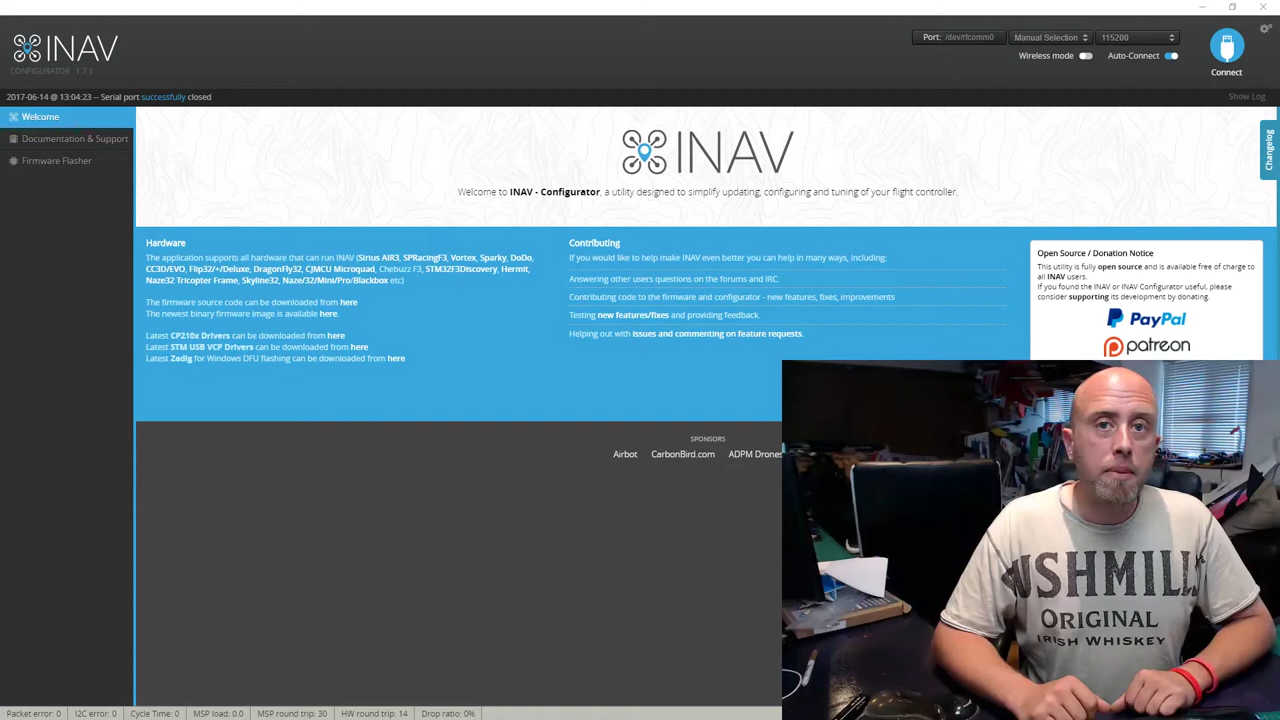 INAV
CONFIGURATOR 1.7.1
Port: /dev/rfcomm0
Manual Selection
115200
Wireless mode
Auto-Connect
Connect
2017-06-14 @ 13:04:23 -- Serial port successfully closed
Show Log
Welcome
Documentation & Support
Firmware Flasher
Changelog
INAV
Welcome to INAV - Configurator, a utility designed to simplify updating, configuring and tuning of your flight controller.
Hardware
The application supports all hardware that can run INAV (Sirius AIR3, SPRacingF3, Vortex, Sparky, DoDo,
CC3D/EVO, Flip32/+/Deluxe, DragonFly32, CJMCU Microquad, Chebuzz F3, STM32F3Discovery, Hermit,
Naze32 Tricopter Frame, Skyline32, Naze/32/Mini/Pro/Blackbox etc)
The firmware source code can be downloaded from here
The newest binary firmware image is available here.
Latest CP210x Drivers can be downloaded from here
Latest STM USB VCP Drivers can be downloaded from here
Latest Zadig for Windows DFU flashing can be downloaded from here
Contributing
If you would like to help make INAV even better you can help in many ways, including:
Answering other users questions on the forums and IRC.
Contributing code to the firmware and configurator - new features, fixes, improvements
Testing new features/fixes and providing feedback.
Helping out with issues and commenting on feature requests.
Open Source / Donation Notice
This utility is fully open source and is available free of charge to
all INAV users.
If you found the INAV or INAV Configurator useful, please
consider supporting its development by donating.
PayPal
patreon
SPONSORS
Airbot
CarbonBird.com
ADPM Drones
USHMILL
ORIGINAL
IRISH WHISKEY
Packet error: 0
I2C error: 0
Cycle Time: 0
MSP load: 0.0
MSP round trip: 30
HW round trip: 14
Drop ratio: 0%